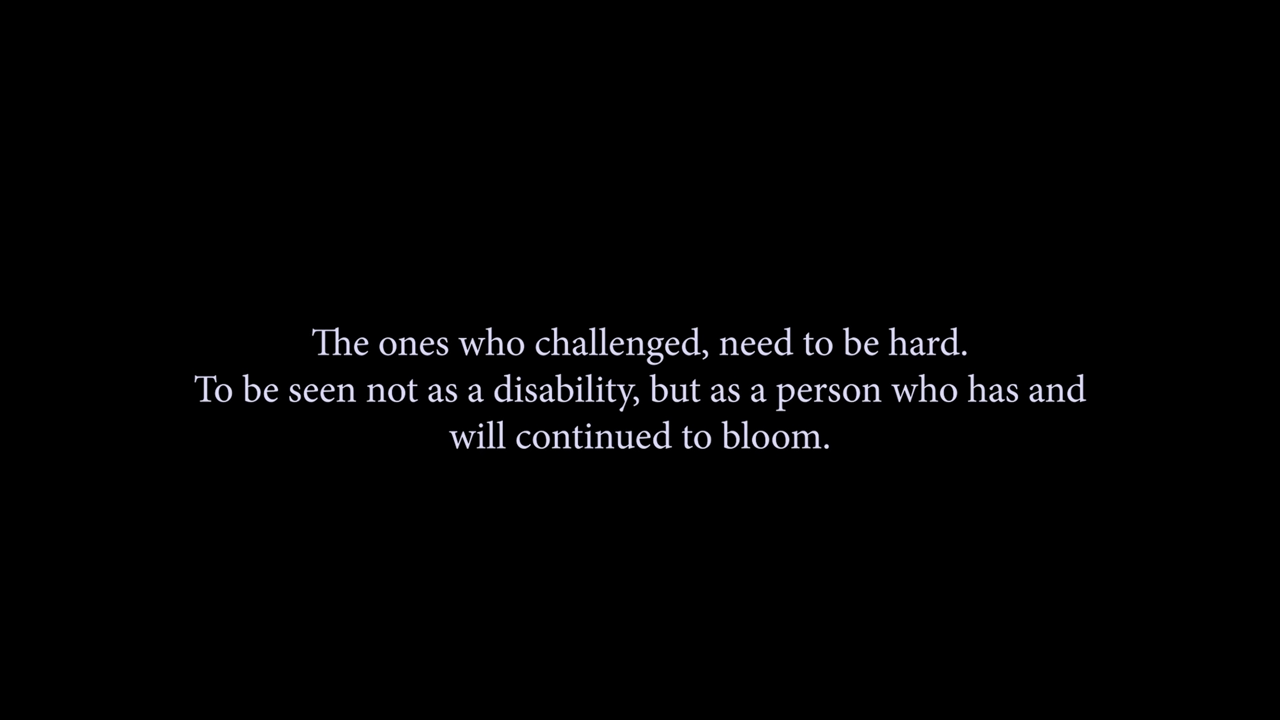 The ones who challenged, need to be hard.
To be seen not as a disability, but as a person who has and
will continued to bloom.